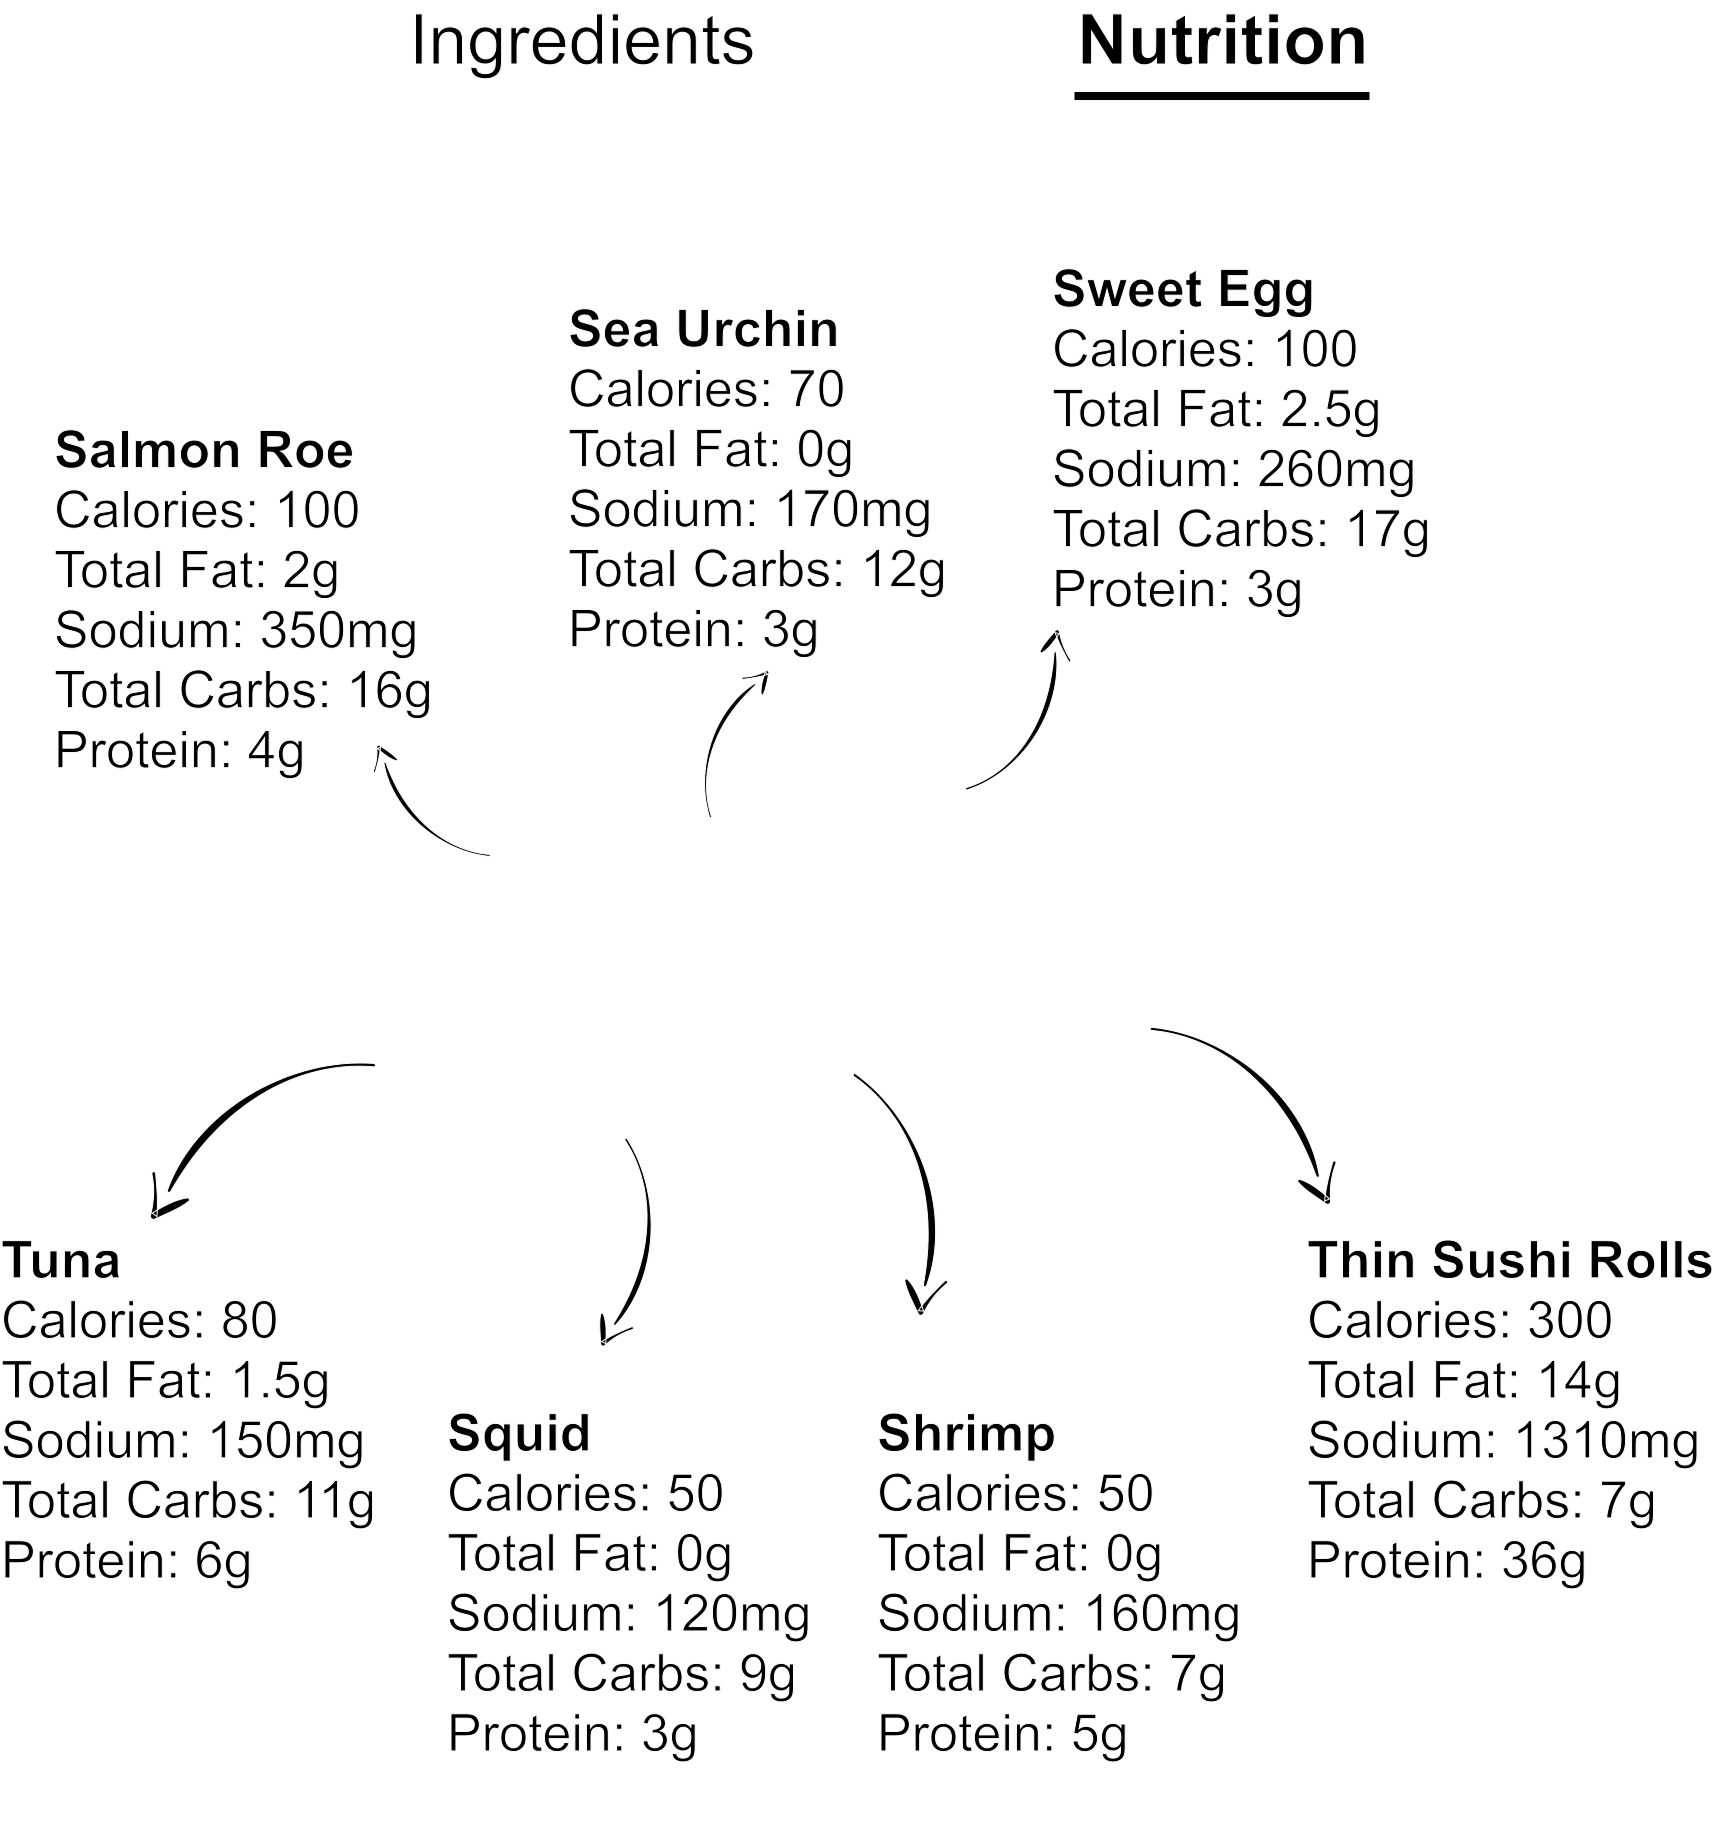 Ingredients
Nutrition
Salmon Roe
Calories: 100
Total Fat: 2g
Sodium: 350mg
Total Carbs: 16g
Protein: 4g
Sea Urchin
Calories: 70
Total Fat: 0g
Sodium: 170mg
Total Carbs: 12g
Protein: 3g
Sweet Egg
Calories: 100
Total Fat: 2.5g
Sodium: 260mg
Total Carbs: 17g
Protein: 3g
Tuna
Calories: 80
Total Fat: 1.5g
Sodium: 150mg
Total Carbs: 11g
Protein: 6g
Squid
Calories: 50
Total Fat: 0g
Sodium: 120mg
Total Carbs: 9g
Protein: 3g
Shrimp
Calories: 50
Total Fat: 0g
Sodium: 160mg
Total Carbs: 7g
Protein: 5g
Thin Sushi Rolls
Calories: 300
Total Fat: 14g
Sodium: 1310mg
Total Carbs: 7g
Protein: 36g